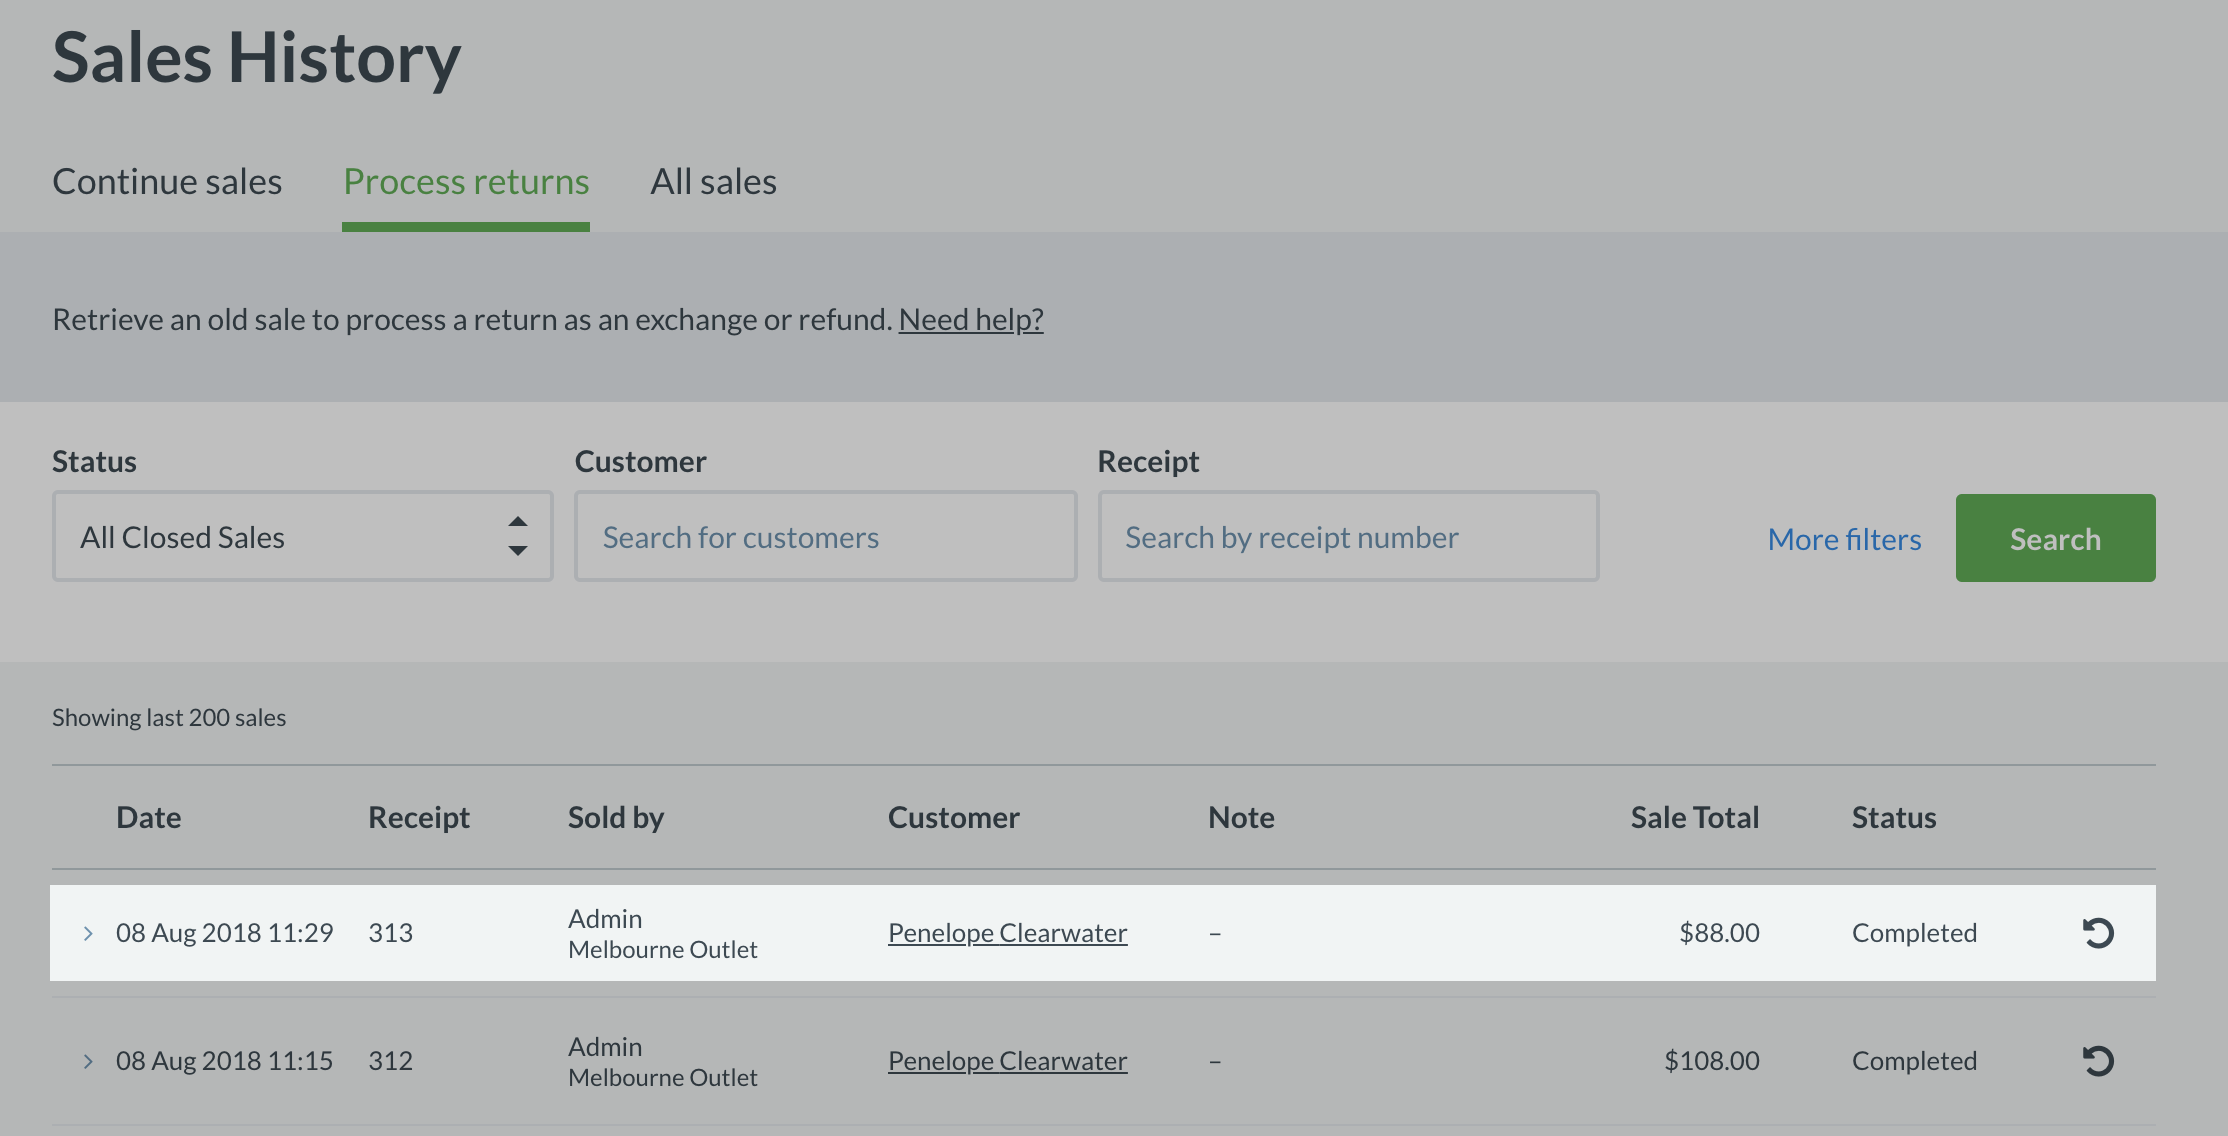 Sales History
Continue sales Process returns All sales
Retrieve an old sale to process a return as an exchange or refund. Need help?
Status Customer Receipt
All Closed Sales Search for customers Search by receipt number More filters Search
Showing last 200 sales
Date Receipt Sold by Customer Note Sale Total Status
08 Aug 2018 11:29 313 Admin Penelope Clearwater – $88.00 Completed
Melbourne Outlet
08 Aug 2018 11:15 312 Admin Penelope Clearwater – $108.00 Completed
Melbourne Outlet